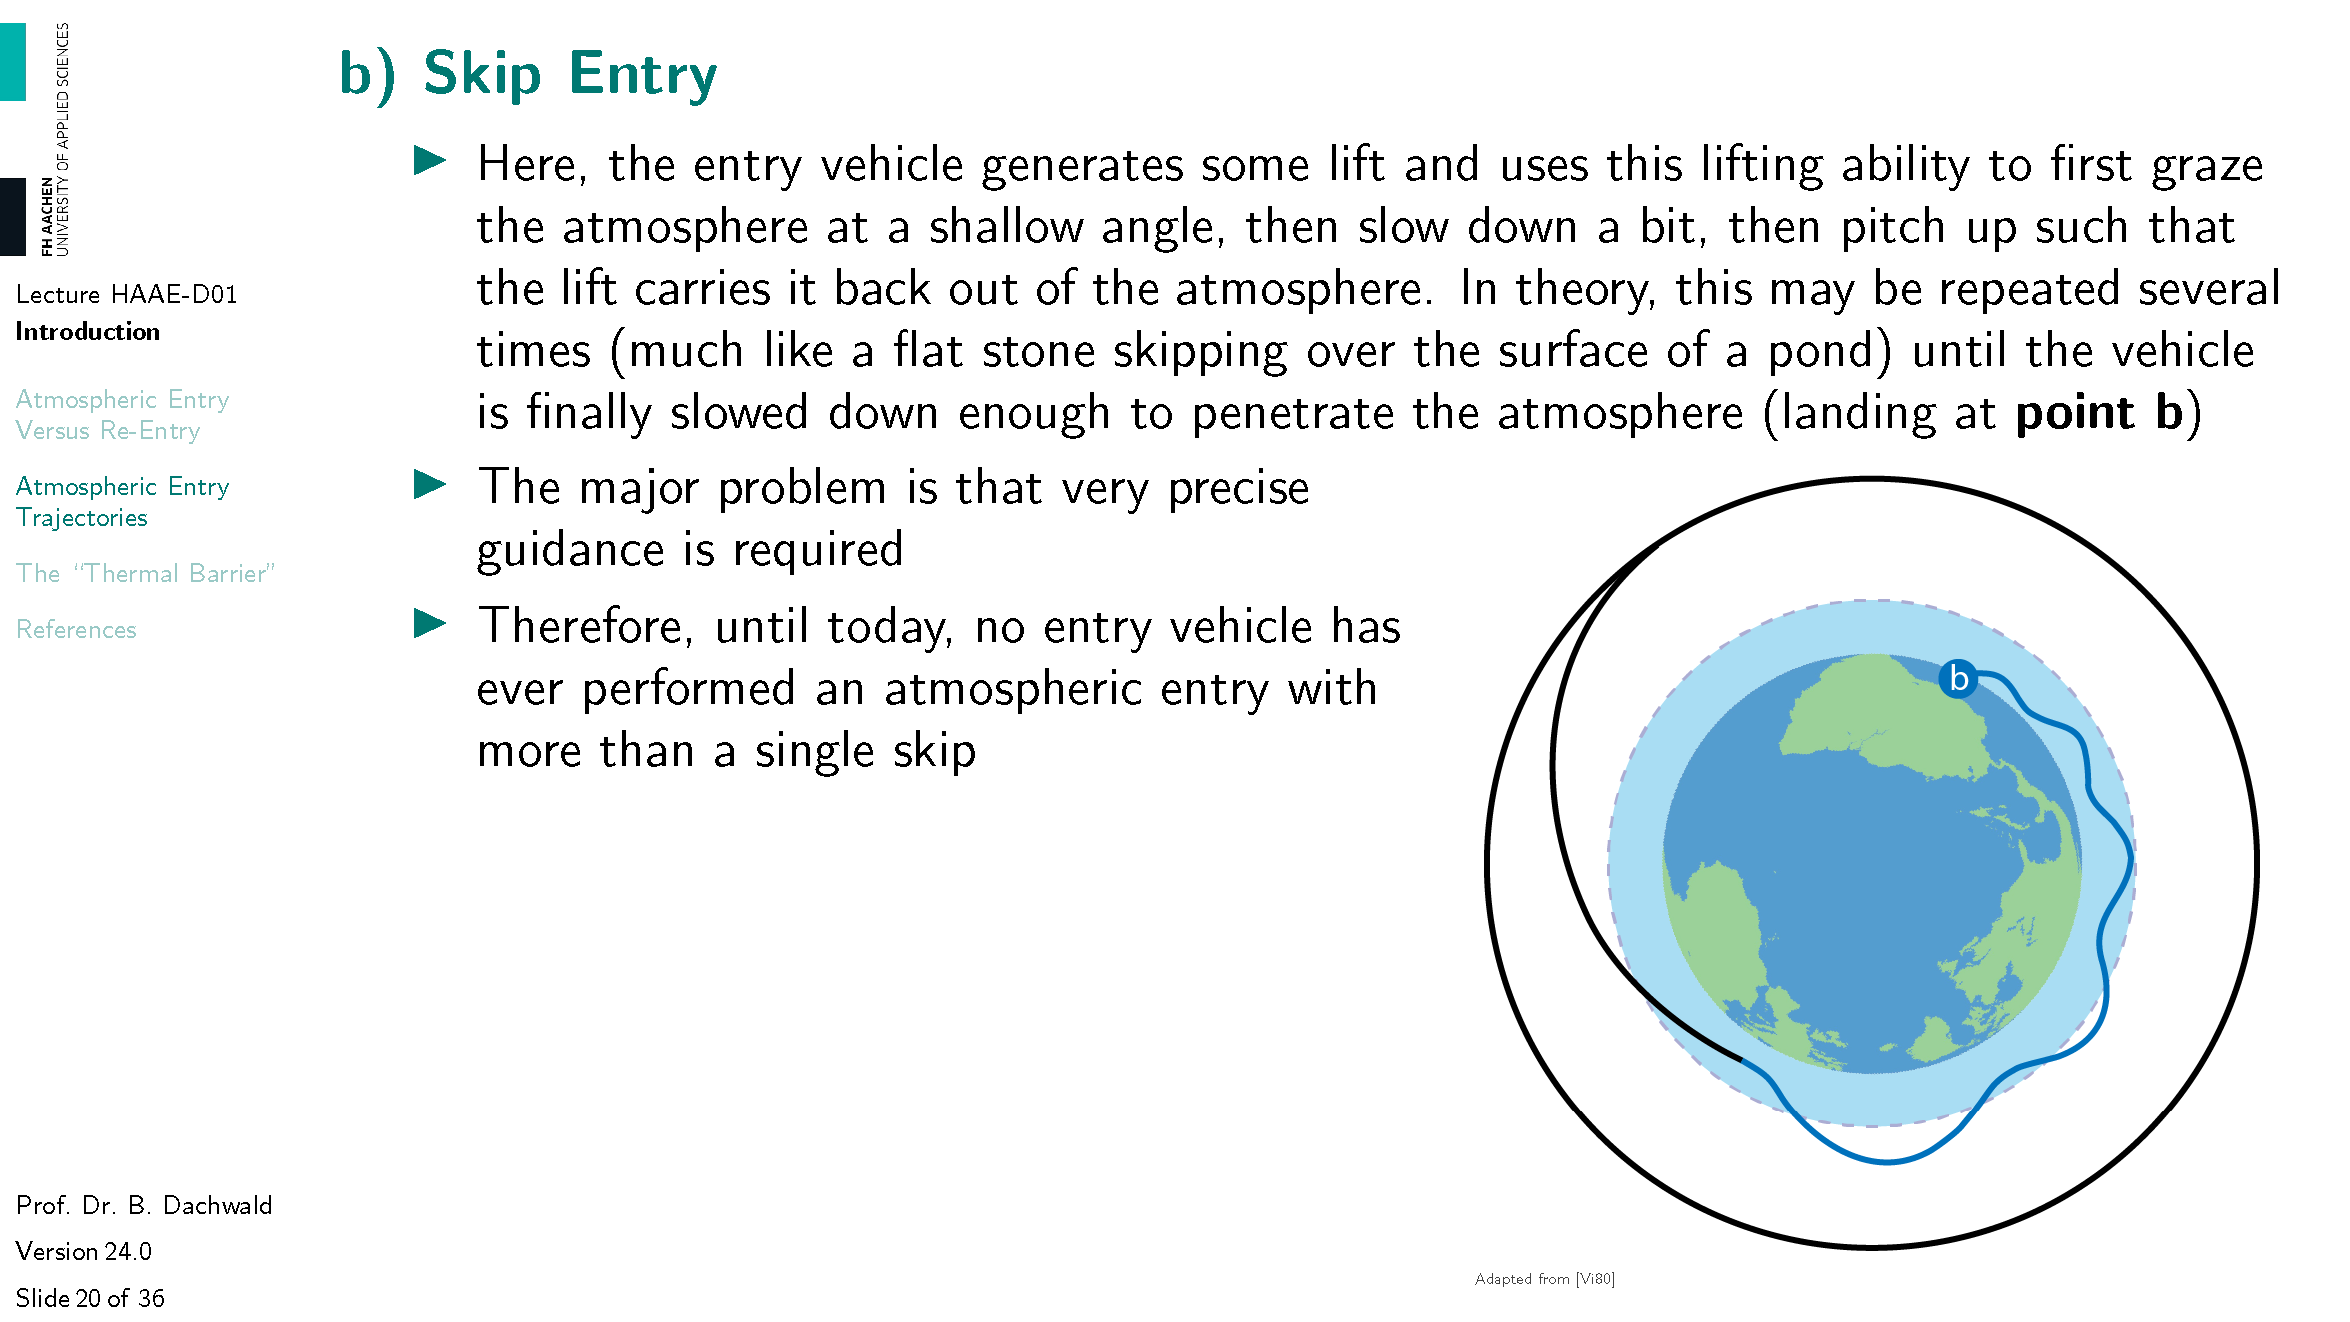 FH AACHEN
UNIVERSITY OF APPLIED SCIENCES
Lecture HAAE-D01
Introduction
Atmospheric Entry
Versus Re-Entry
Atmospheric Entry
Trajectories
The “Thermal Barrier”
References
Prof. Dr. B. Dachwald
Version 24.0
Slide 20 of 36
b) Skip Entry
▶ Here, the entry vehicle generates some lift and uses this lifting ability to first graze
the atmosphere at a shallow angle, then slow down a bit, then pitch up such that
the lift carries it back out of the atmosphere. In theory, this may be repeated several
times (much like a flat stone skipping over the surface of a pond) until the vehicle
is finally slowed down enough to penetrate the atmosphere (landing at point b)
▶ The major problem is that very precise
guidance is required
▶ Therefore, until today, no entry vehicle has
ever performed an atmospheric entry with
more than a single skip
b
Adapted from [Vi80]